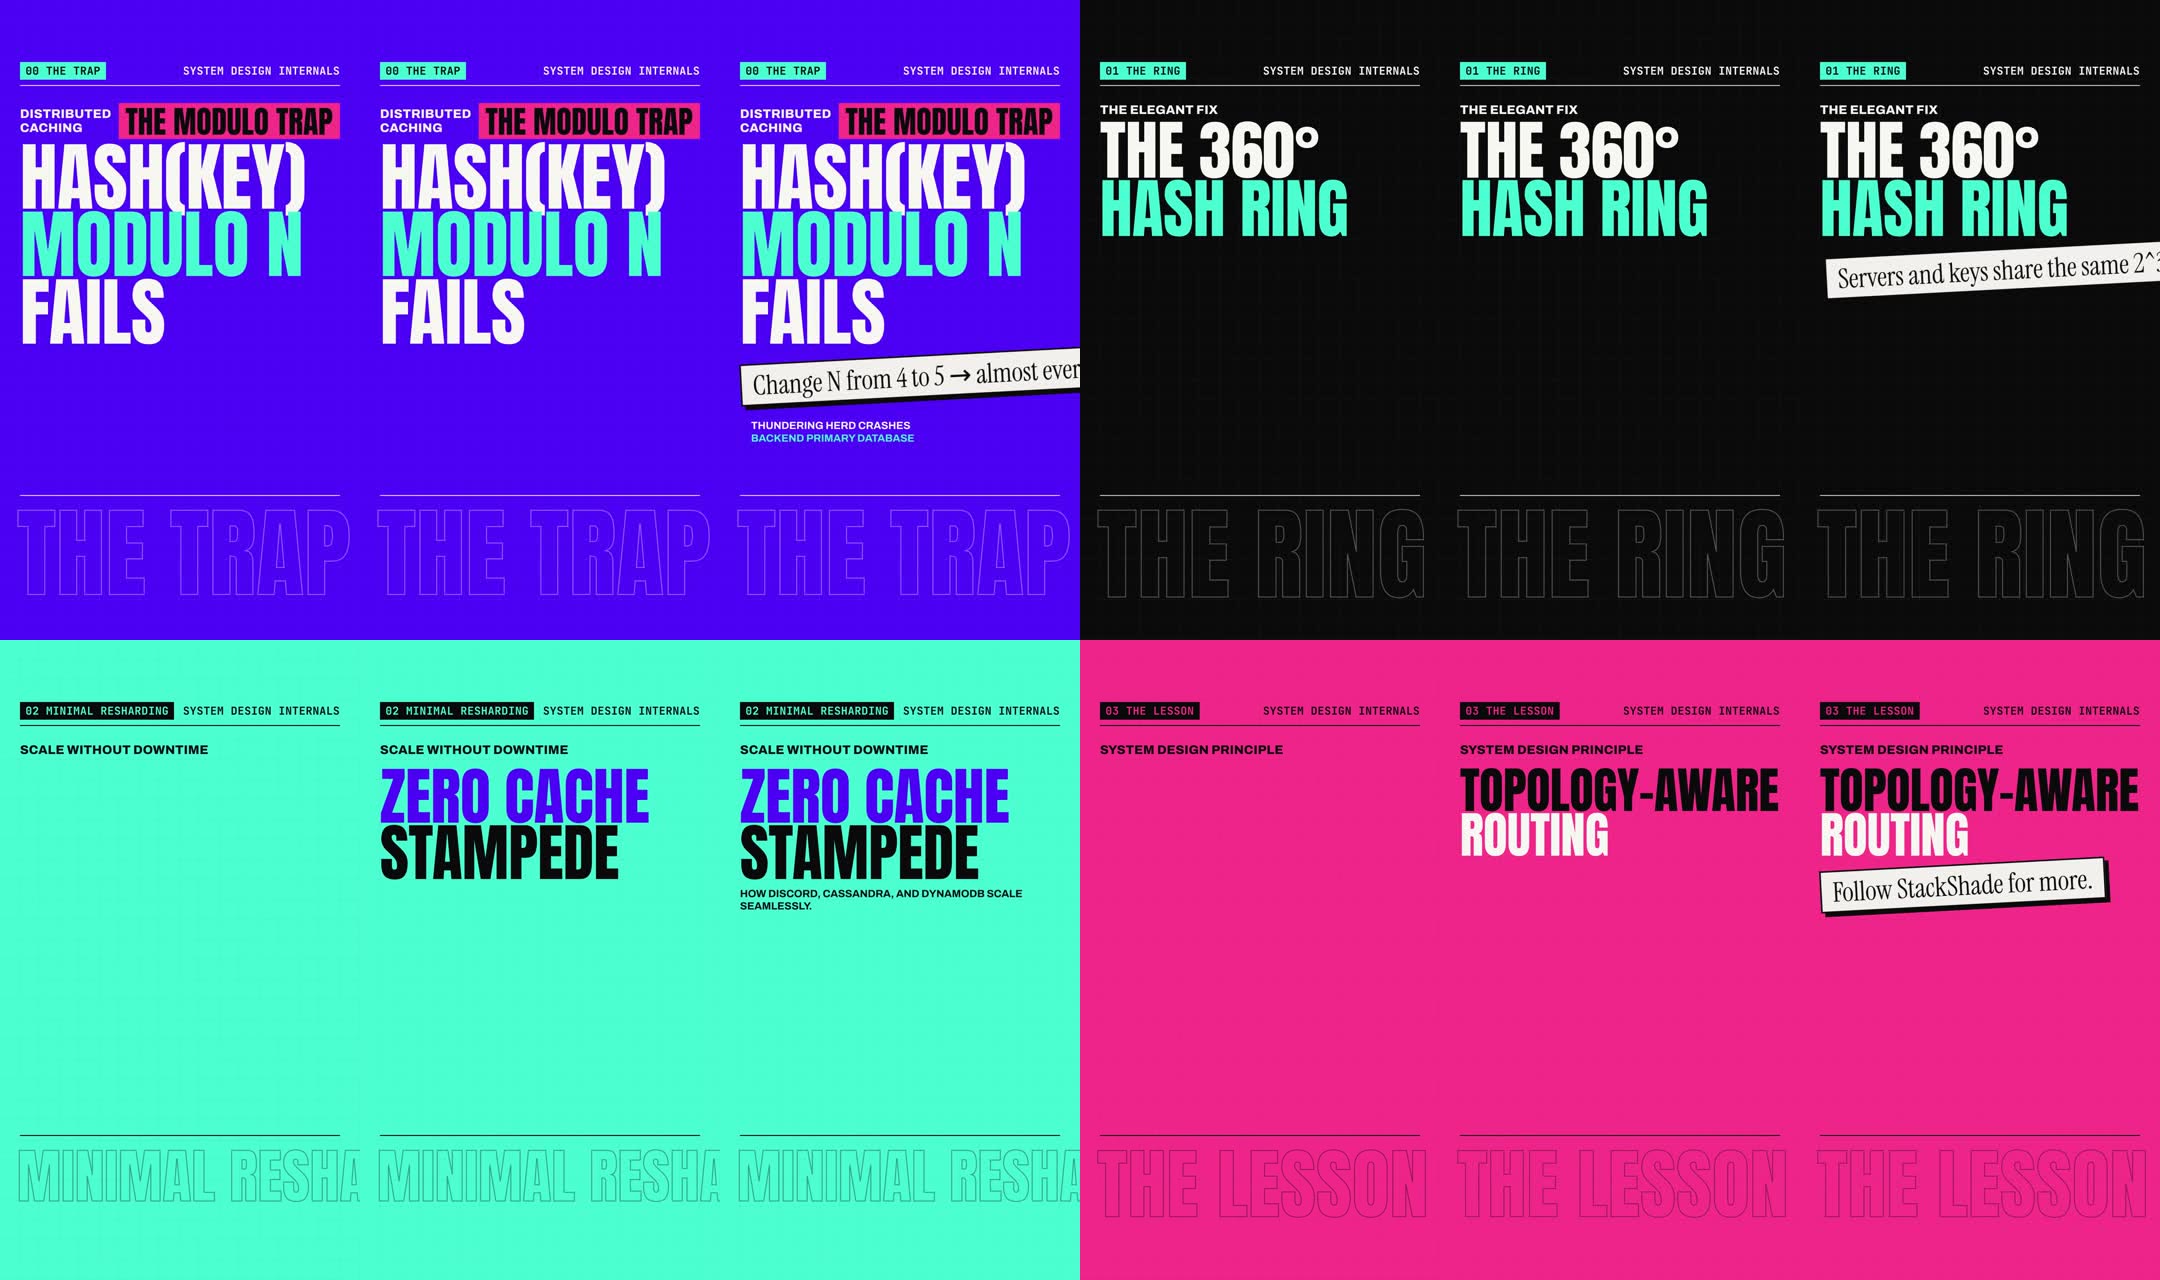 00 THE TRAP
SYSTEM DESIGN INTERNALS
DISTRIBUTED
CACHING
THE MODULO TRAP
HASH(KEY)
MODULO N
FAILS
THE TRAP
00 THE TRAP
SYSTEM DESIGN INTERNALS
DISTRIBUTED
CACHING
THE MODULO TRAP
HASH(KEY)
MODULO N
FAILS
THE TRAP
00 THE TRAP
SYSTEM DESIGN INTERNALS
DISTRIBUTED
CACHING
THE MODULO TRAP
HASH(KEY)
MODULO N
FAILS
Change N from 4 to 5 → almost ever
THUNDERING HERD CRASHES
BACKEND PRIMARY DATABASE
THE TRAP
01 THE RING
SYSTEM DESIGN INTERNALS
THE ELEGANT FIX
THE 360°
HASH RING
THE RING
01 THE RING
SYSTEM DESIGN INTERNALS
THE ELEGANT FIX
THE 360°
HASH RING
THE RING
01 THE RING
SYSTEM DESIGN INTERNALS
THE ELEGANT FIX
THE 360°
HASH RING
Servers and keys share the same 2^
THE RING
02 MINIMAL RESHARDING
SYSTEM DESIGN INTERNALS
SCALE WITHOUT DOWNTIME
MINIMAL RESHA
02 MINIMAL RESHARDING
SYSTEM DESIGN INTERNALS
SCALE WITHOUT DOWNTIME
ZERO CACHE
STAMPEDE
MINIMAL RESHA
02 MINIMAL RESHARDING
SYSTEM DESIGN INTERNALS
SCALE WITHOUT DOWNTIME
ZERO CACHE
STAMPEDE
HOW DISCORD, CASSANDRA, AND DYNAMODB SCALE
SEAMLESSLY.
MINIMAL RESHA
03 THE LESSON
SYSTEM DESIGN INTERNALS
SYSTEM DESIGN PRINCIPLE
THE LESSON
03 THE LESSON
SYSTEM DESIGN INTERNALS
SYSTEM DESIGN PRINCIPLE
TOPOLOGY-AWARE
ROUTING
THE LESSON
03 THE LESSON
SYSTEM DESIGN INTERNALS
SYSTEM DESIGN PRINCIPLE
TOPOLOGY-AWARE
ROUTING
Follow StackShade for more.
THE LESSON